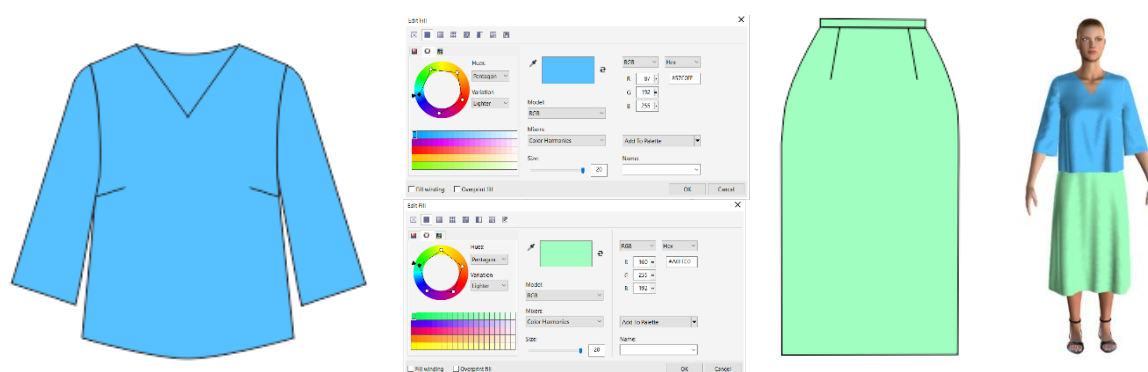 Edit Fill
Hues:
Pentagon
Variation
Lighter
Model:
RGB
Mixers
Color Harmonics
Size:
20
RGB
Hex
R 87
#57C0FF
G 192
B 255
Add To Palette
Name:
Fill winding
Overprint fill
OK
Cancel
Edit Fill
Hues:
Pentagon
Variation
Lighter
Model:
RGB
Mixers
Color Harmonics
Size:
20
RGB
Hex
R 160
G 255
B 192
Add To Palette
Name:
Fill winding
Overprint fill
OK
Cancel